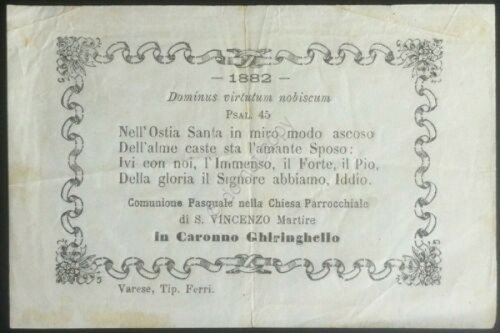 – 1882 –
Dominus virtutum nobiscum
PSAL. 45
Nell'Ostia Santa in miro modo ascoso
Dell'alme caste sta l'amante Sposo:
Ivi con noi, l'Immenso, il Forte, il Pio,
Della gloria il Signore abbiamo, Iddio.
Comunione Pasquale nella Chiesa Parrocchiale
di S. VINCENZO Martire
in Caronno Ghiringhello
Varese, Tip. Ferri.